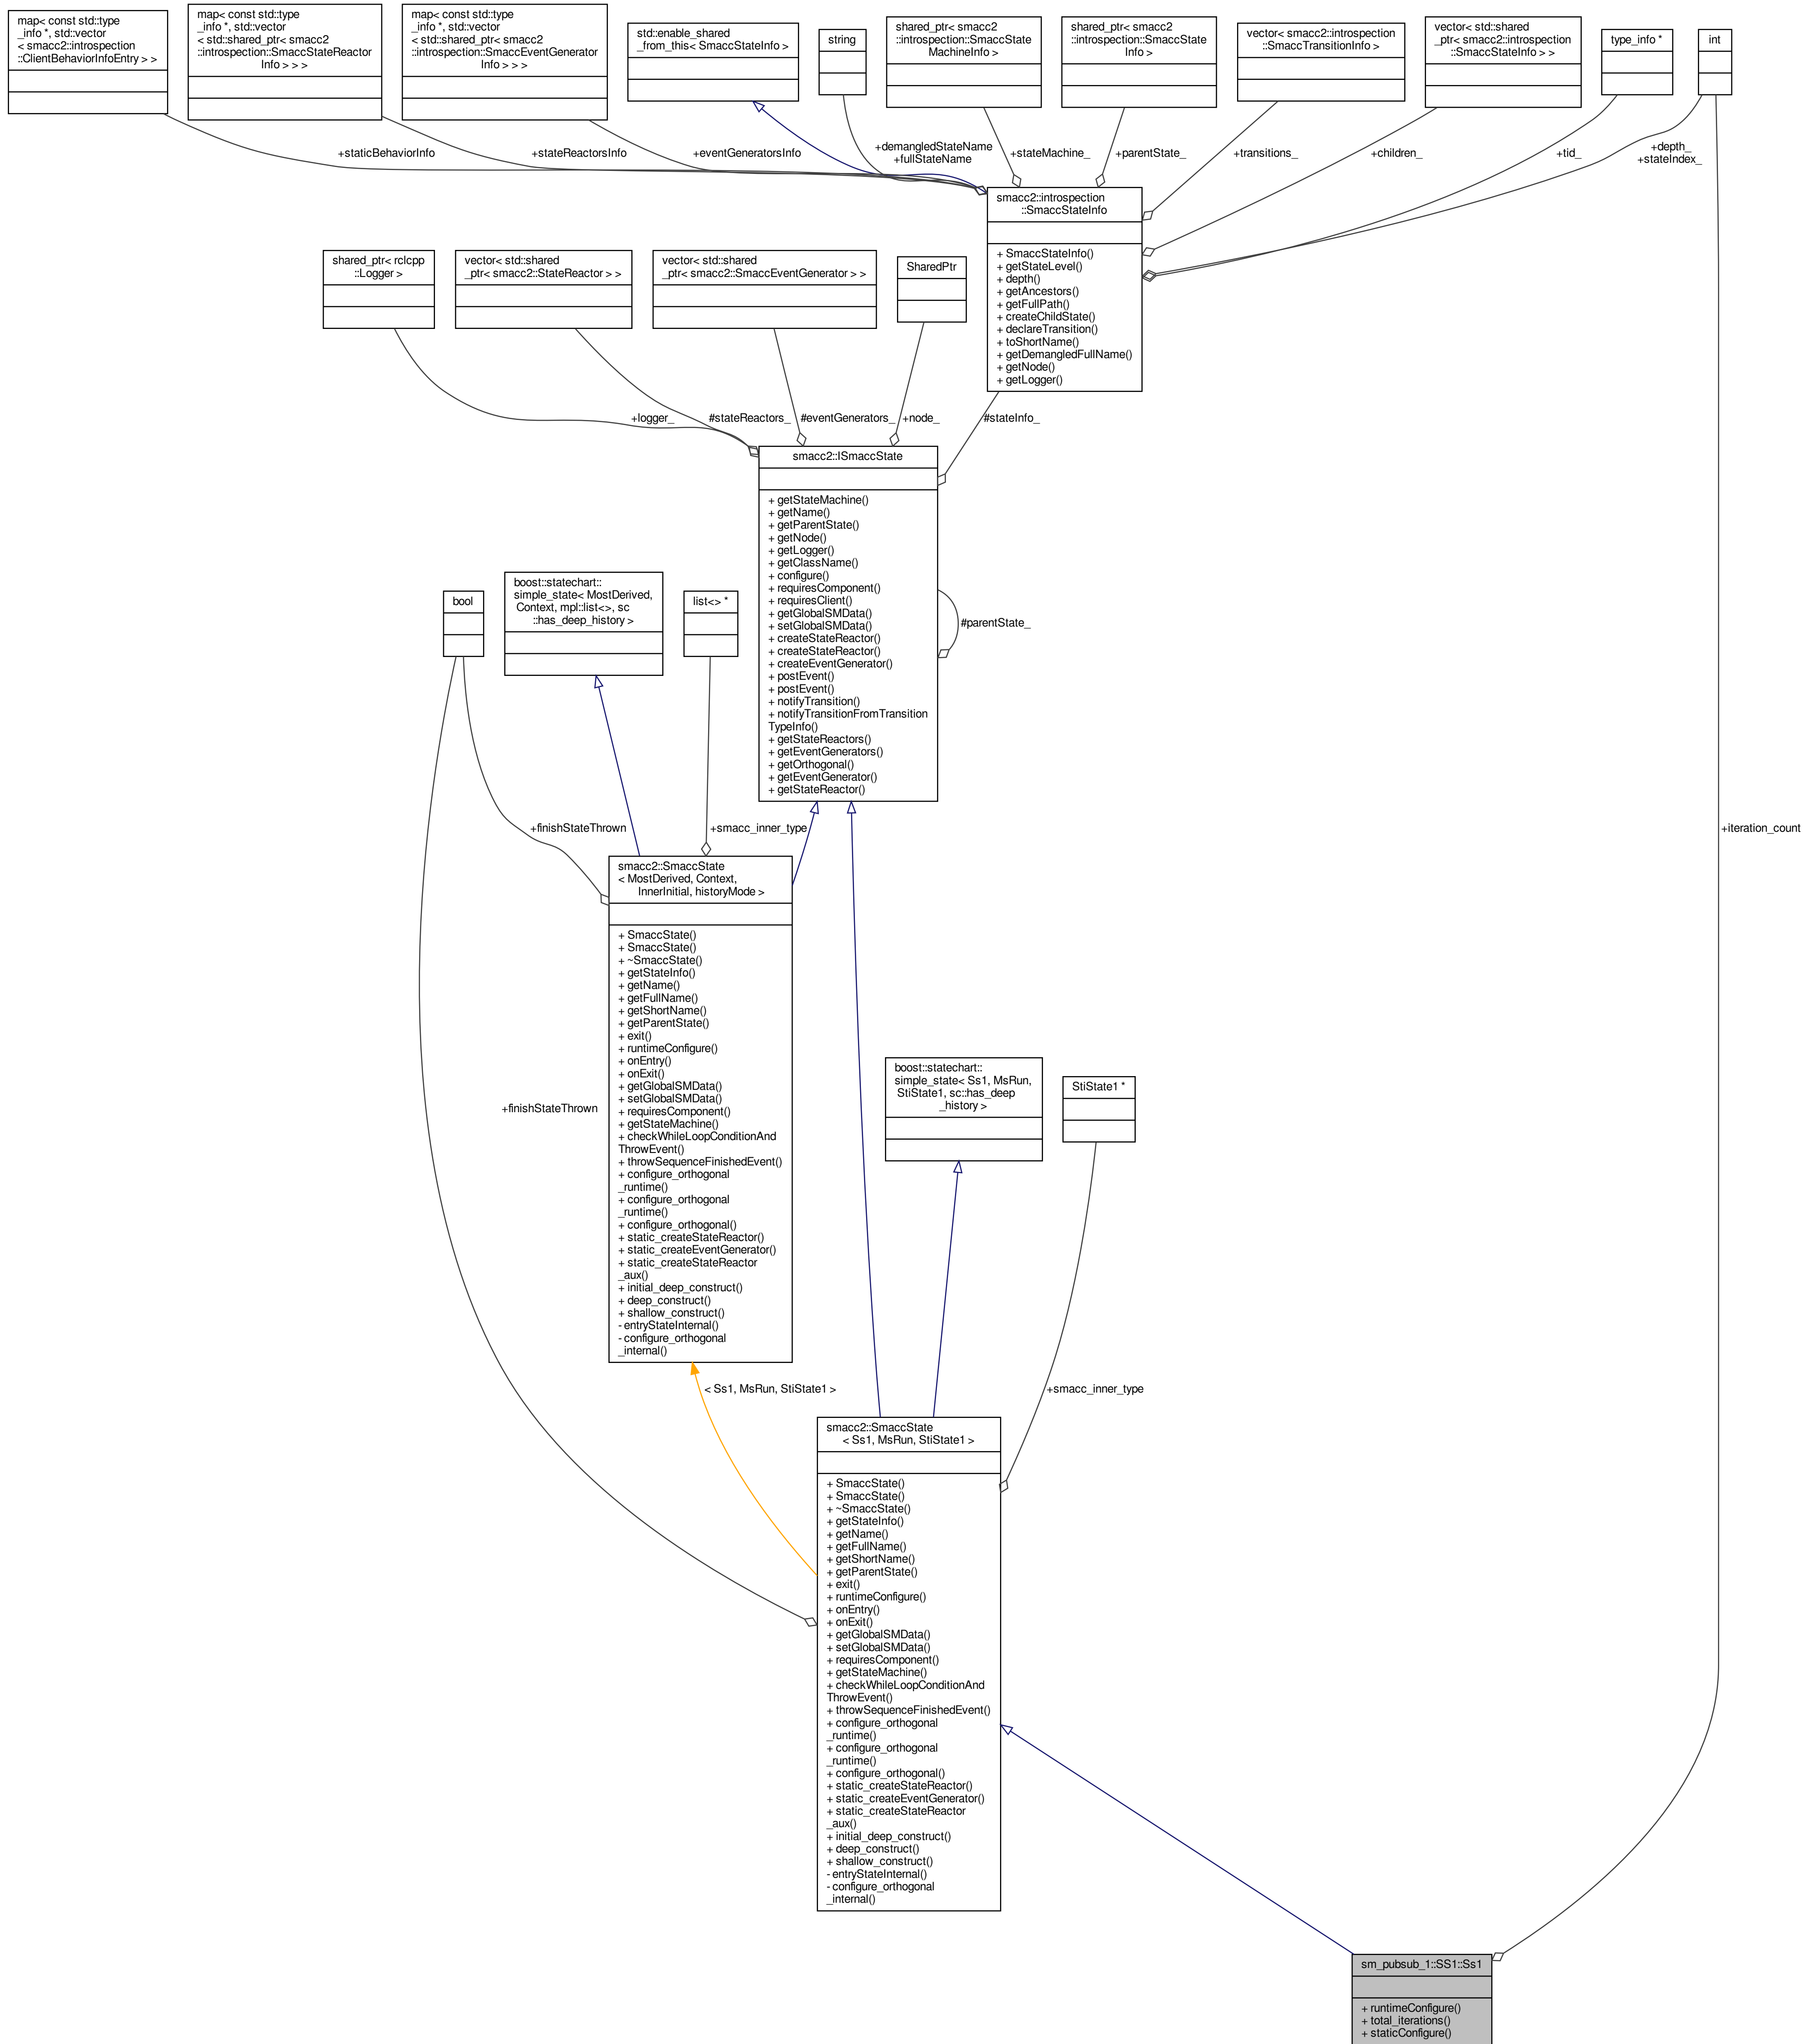 map< const std::type
_info *, std::vector
< smacc2::introspection
::ClientBehaviorInfoEntry > >
map< const std::type
_info *, std::vector
< std::shared_ptr< smacc2
::introspection::SmaccStateReactor
Info > > >
map< const std::type
_info *, std::vector
< std::shared_ptr< smacc2
::introspection::SmaccEventGenerator
Info > > >
std::enable_shared
_from_this< SmaccStateInfo >
string
shared_ptr< smacc2
::introspection::SmaccState
MachineInfo >
shared_ptr< smacc2
::introspection::SmaccState
Info >
vector< smacc2::introspection
::SmaccTransitionInfo >
vector< std::shared
_ptr< smacc2::introspection
::SmaccStateInfo > >
type_info *
int
+staticBehaviorInfo
+stateReactorsInfo
+eventGeneratorsInfo
+demangledStateName
+fullStateName
+stateMachine_
+parentState_
+transitions_
+children_
+tid_
+depth_
+stateIndex_
smacc2::introspection
::SmaccStateInfo
+ SmaccStateInfo()
+ getStateLevel()
+ depth()
+ getAncestors()
+ getFullPath()
+ createChildState()
+ declareTransition()
+ toShortName()
+ getDemangledFullName()
+ getNode()
+ getLogger()
shared_ptr< rclcpp
::Logger >
vector< std::shared
_ptr< smacc2::StateReactor > >
vector< std::shared
_ptr< smacc2::SmaccEventGenerator > >
SharedPtr
+logger_
#stateReactors_
#eventGenerators_
+node_
#stateInfo_
smacc2::ISmaccState
+ getStateMachine()
+ getName()
+ getParentState()
+ getNode()
+ getLogger()
+ getClassName()
+ configure()
+ requiresComponent()
+ requiresClient()
+ getGlobalSMData()
+ setGlobalSMData()
+ createStateReactor()
+ createStateReactor()
+ createEventGenerator()
+ postEvent()
+ postEvent()
+ notifyTransition()
+ notifyTransitionFromTransition
TypeInfo()
+ getStateReactors()
+ getEventGenerators()
+ getOrthogonal()
+ getEventGenerator()
+ getStateReactor()
#parentState_
bool
boost::statechart::
simple_state< MostDerived,
Context, mpl::list<>, sc
::has_deep_history >
list<> *
+finishStateThrown
+smacc_inner_type
+iteration_count
smacc2::SmaccState
< MostDerived, Context,
InnerInitial, historyMode >
+ SmaccState()
+ SmaccState()
+ ~SmaccState()
+ getStateInfo()
+ getName()
+ getFullName()
+ getShortName()
+ getParentState()
+ exit()
+ runtimeConfigure()
+ onEntry()
+ onExit()
+ getGlobalSMData()
+ setGlobalSMData()
+ requiresComponent()
+ getStateMachine()
+ checkWhileLoopConditionAnd
ThrowEvent()
+ throwSequenceFinishedEvent()
+ configure_orthogonal
_runtime()
+ configure_orthogonal
_runtime()
+ configure_orthogonal()
+ static_createStateReactor()
+ static_createEventGenerator()
+ static_createStateReactor
_aux()
+ initial_deep_construct()
+ deep_construct()
+ shallow_construct()
- entryStateInternal()
- configure_orthogonal
_internal()
+finishStateThrown
boost::statechart::
simple_state< Ss1, MsRun,
StiState1, sc::has_deep
_history >
StiState1 *
< Ss1, MsRun, StiState1 >
+smacc_inner_type
smacc2::SmaccState
< Ss1, MsRun, StiState1 >
+ SmaccState()
+ SmaccState()
+ ~SmaccState()
+ getStateInfo()
+ getName()
+ getFullName()
+ getShortName()
+ getParentState()
+ exit()
+ runtimeConfigure()
+ onEntry()
+ onExit()
+ getGlobalSMData()
+ setGlobalSMData()
+ requiresComponent()
+ getStateMachine()
+ checkWhileLoopConditionAnd
ThrowEvent()
+ throwSequenceFinishedEvent()
+ configure_orthogonal
_runtime()
+ configure_orthogonal
_runtime()
+ configure_orthogonal()
+ static_createStateReactor()
+ static_createEventGenerator()
+ static_createStateReactor
_aux()
+ initial_deep_construct()
+ deep_construct()
+ shallow_construct()
- entryStateInternal()
- configure_orthogonal
_internal()
sm_pubsub_1::SS1::Ss1
+ runtimeConfigure()
+ total_iterations()
+ staticConfigure()